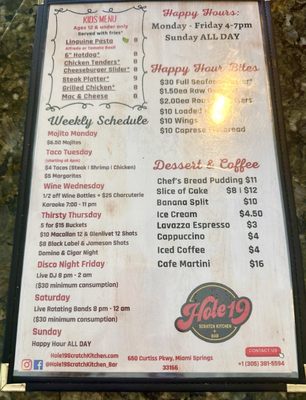 KIDS MENU
Ages 12 & under only
Served with fries*
Linguine Pasta 8
Alfredo or Tomato Basil
6" Hotdog* 8
Chicken Tenders* 8
Cheeseburger Slider* 8
Steak Platter* 9
Grilled Chicken* 8
Mac & Cheese 8
Weekly Schedule
Mojito Monday
$6.50 Mojitos
Taco Tuesday
(starting at 4pm)
$4 Tacos (Steak | Shrimp | Chicken)
$5 Margaritas
Wine Wednesday
1/2 off Wine Bottles + $25 Charcuterie
Karaoke 7:00 - 11 pm
Thirsty Thursday
5 for $15 Buckets
$10 Macallan 12 & Glenlivet 12 Shots
$8 Black Label & Jameson Shots
Domino & Cigar Night
Disco Night Friday
Live DJ 8 pm - 2 am
($30 minimum consumption)
Saturday
Live Rotating Bands 8 pm - 12 am
($30 minimum consumption)
Sunday
Happy Hour ALL DAY
Happy Hours:
Monday - Friday 4-7pm
Sunday ALL DAY
Happy Hour Bites
$30 Full Seafood
$1.50ea Raw
$2.00ea
$10 Loaded
$10 Wings
$10 Caprese
Dessert & Coffee
Chef's Bread Pudding $11
Slice of Cake $8 | $12
Banana Split $10
Ice Cream $4.50
Lavazza Espresso $3
Cappuccino $4
Iced Coffee $4
Cafe Martini $16
Hole 19
SCRATCH KITCHEN
+ BAR
CONTACT US
Hole19ScratchKitchen.com
@Hole19ScratchKitchen_Bar
650 Curtiss Pkwy, Miami Springs
33166
+1 (305) 381-5594